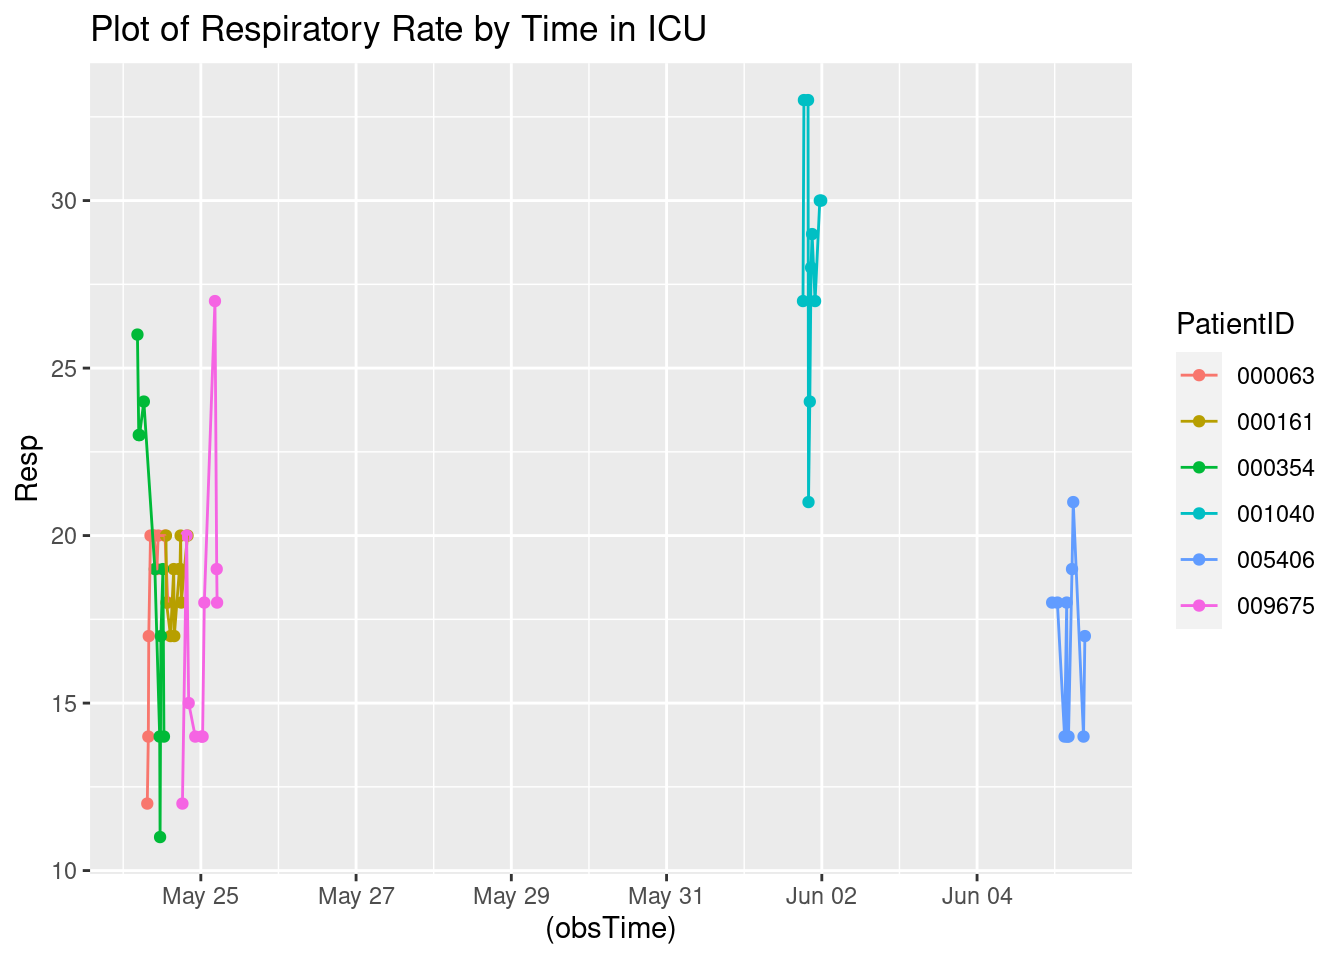 Plot of Respiratory Rate by Time in ICU
30
25
20
15
10
Resp
May 25
May 27
May 29
May 31
Jun 02
Jun 04
(obsTime)
PatientID
000063
000161
000354
001040
005406
009675